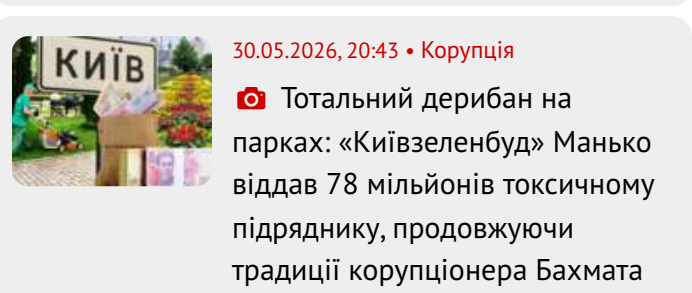 КИЇВ
30.05.2026, 20:43 • Корупція
Тотальний дерибан на
парках: «Київзеленбуд» Манько
віддав 78 мільйонів токсичному
підряднику, продовжуючи
традиції корупціонера Бахмата